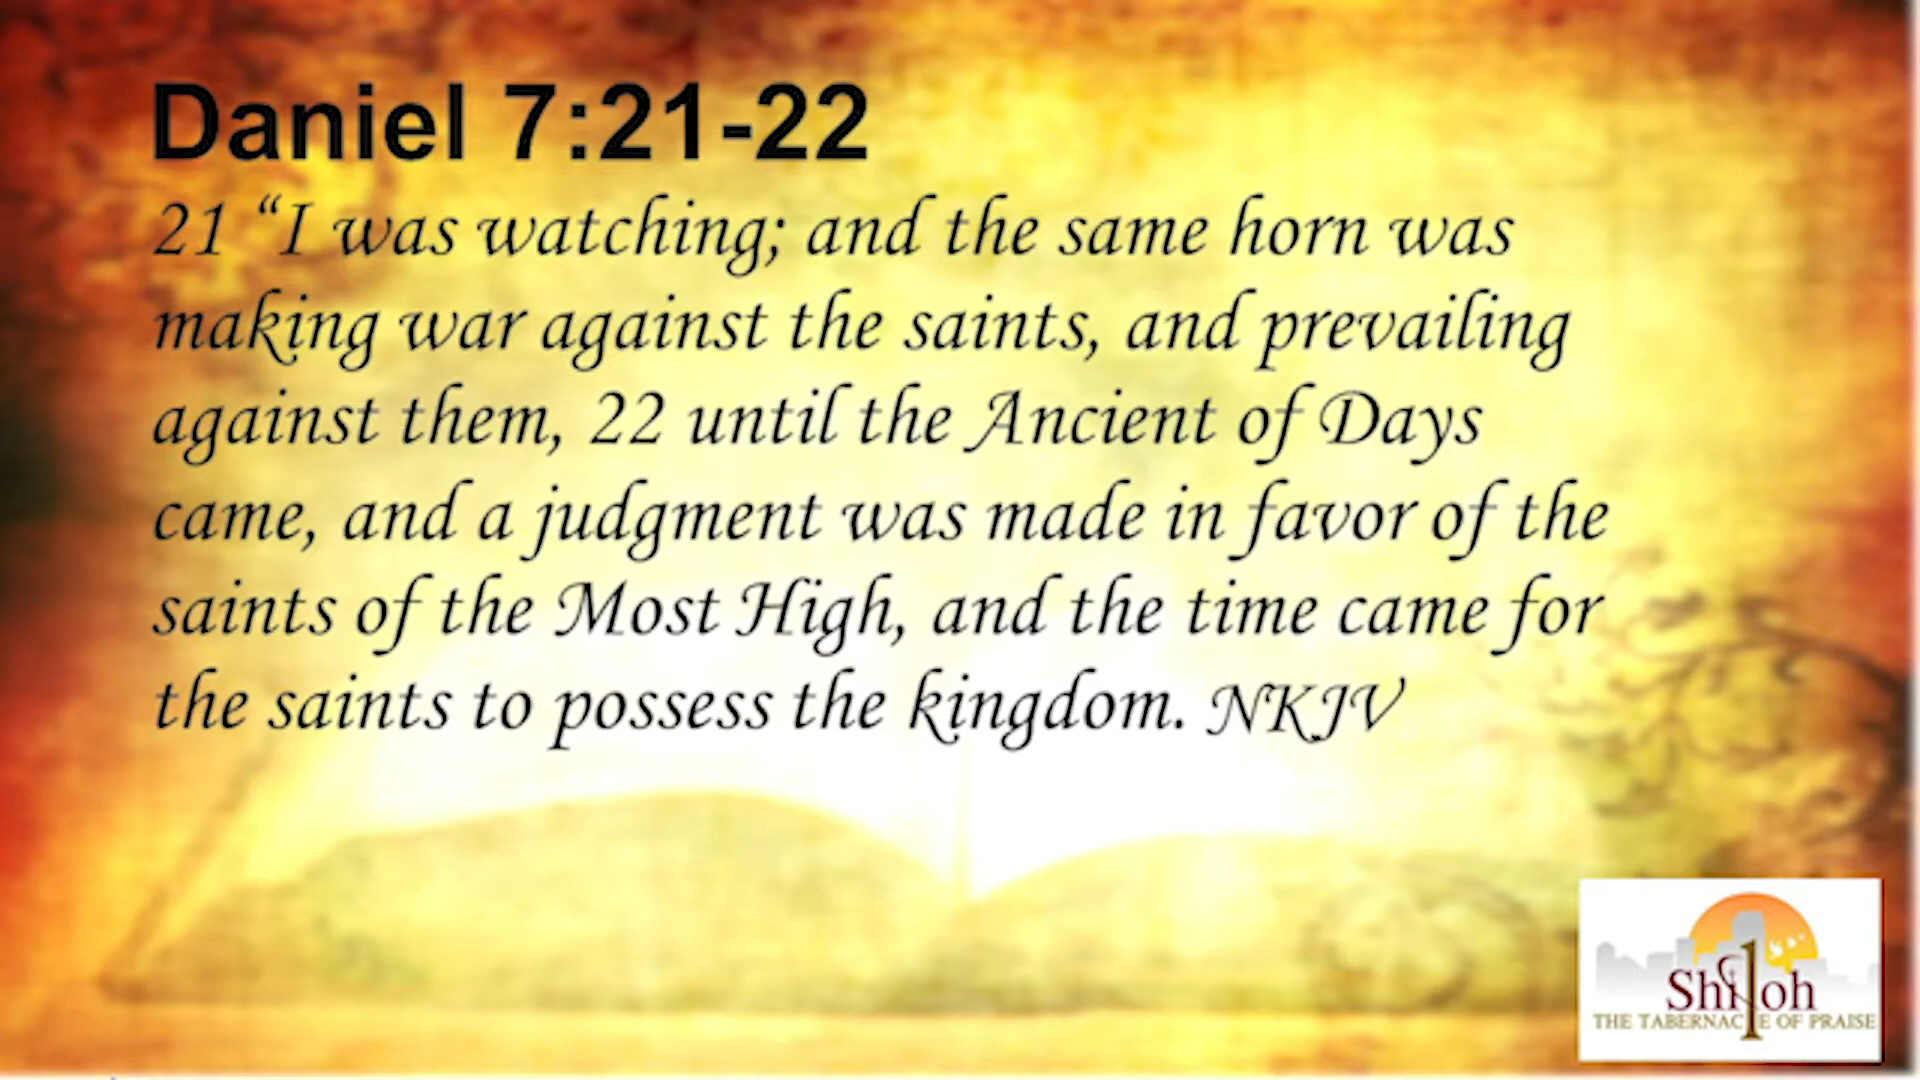 Daniel 7:21-22
21 “I was watching; and the same horn was
making war against the saints, and prevailing
against them, 22 until the Ancient of Days
came, and a judgment was made in favor of the
saints of the Most High, and the time came for
the saints to possess the kingdom. NKJV
Shiloh
THE TABERNACLE OF PRAISE